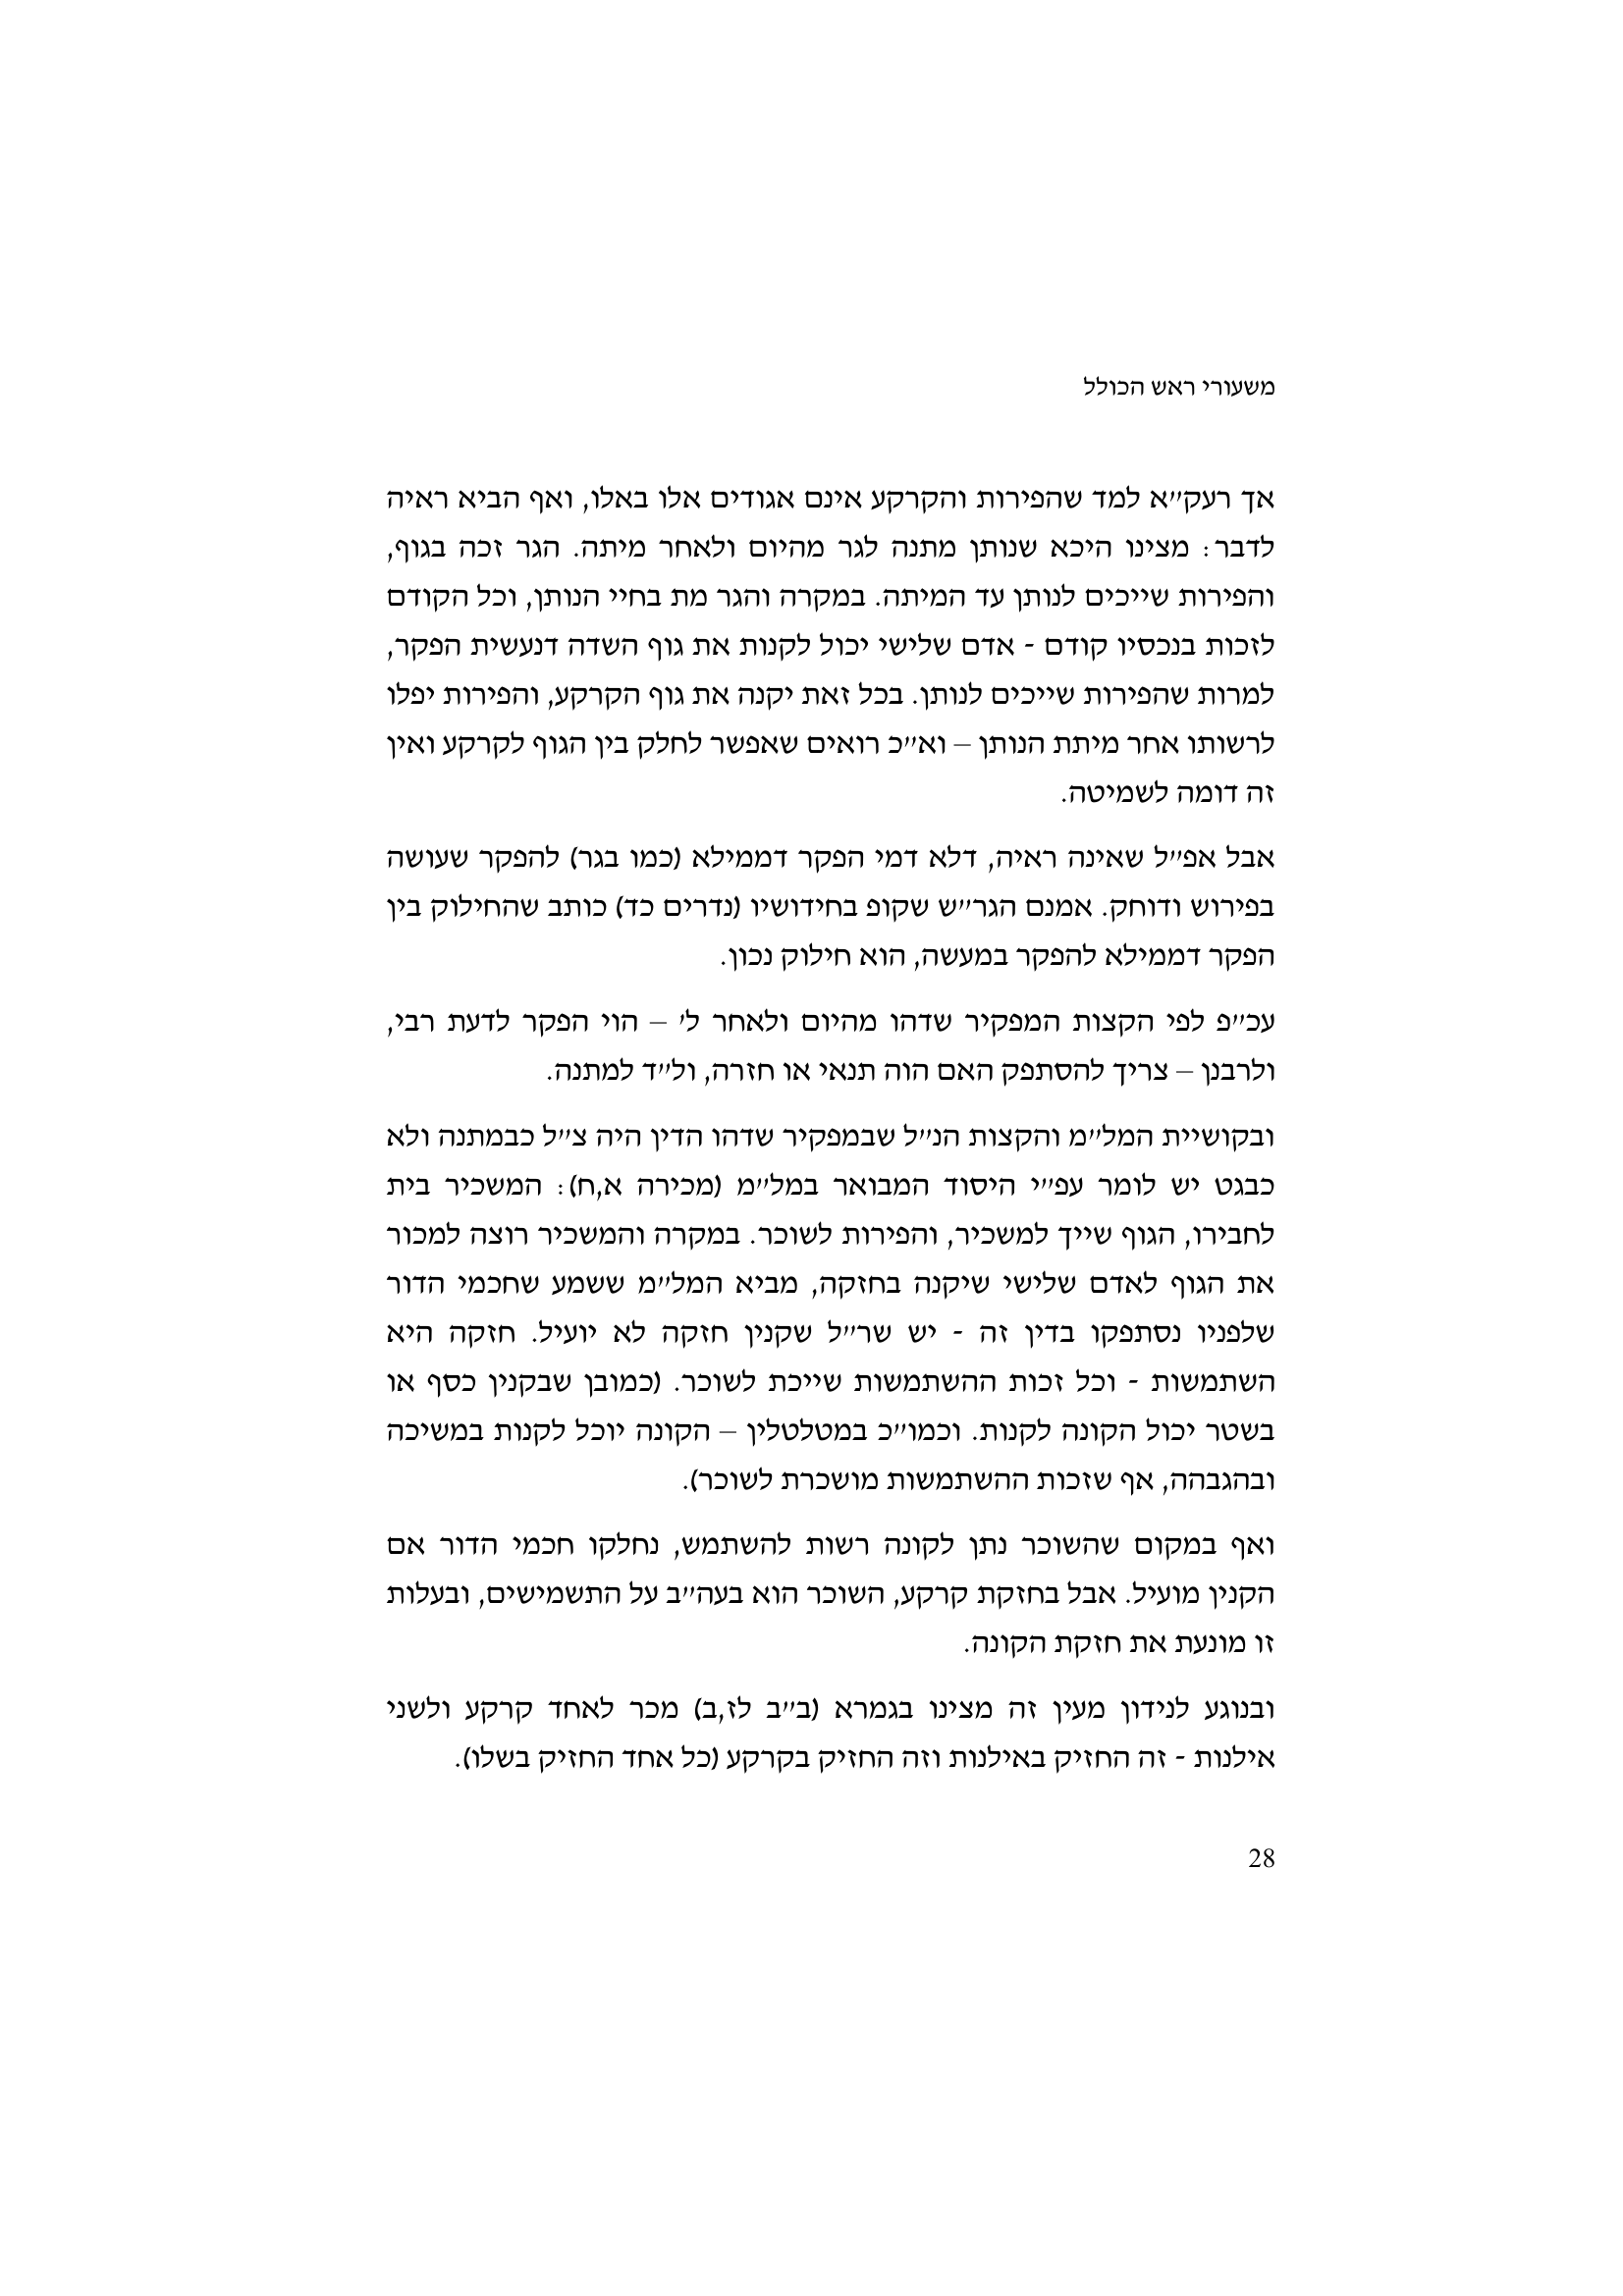 משעורי ראש הכולל
אך רעק״א למד שהפירות והקרקע אינם אגודים אלו באלו, ואף הביא ראיה
לדבר: מצינו היכא שנותן מתנה לגר מהיום ולאחר מיתה. הגר זכה בגוף,
והפירות שייכים לנותן עד המיתה. במקרה והגר מת בחיי הנותן, וכל הקודם
לזכות בנכסיו קודם - אדם שלישי יכול לקנות את גוף השדה דנעשית הפקר,
למרות שהפירות שייכים לנותן. בכל זאת יקנה את גוף הקרקע, והפירות יפלו
לרשותו אחר מיתת הנותן – וא״כ רואים שאפשר לחלק בין הגוף לקרקע ואין
זה דומה לשמיטה.
אבל אפ״ל שאינה ראיה, דלא דמי הפקר דממילא (כמו בגר) להפקר שעושה
בפירוש ודוחק. אמנם הגר״ש שקופ בחידושיו (נדרים כד) כותב שהחילוק בין
הפקר דממילא להפקר במעשה, הוא חילוק נכון.
עכ״פ לפי הקצות המפקיר שדהו מהיום ולאחר ל׳ – הוי הפקר לדעת רבי,
ולרבנן – צריך להסתפק האם הוה תנאי או חזרה, ול״ד למתנה.
ובקושיית המל״מ והקצות הנ״ל שבמפקיר שדהו הדין היה צ״ל כבמתנה ולא
כבגט יש לומר עפ״י היסוד המבואר במל״מ (מכירה א,ח): המשכיר בית
לחבירו, הגוף שייך למשכיר, והפירות לשוכר. במקרה והמשכיר רוצה למכור
את הגוף לאדם שלישי שיקנה בחזקה, מביא המל״מ ששמע שחכמי הדור
שלפניו נסתפקו בדין זה - יש שר״ל שקנין חזקה לא יועיל. חזקה היא
השתמשות - וכל זכות ההשתמשות שייכת לשוכר. (כמובן שבקנין כסף או
בשטר יכול הקונה לקנות. וכמו״כ במטלטלין – הקונה יוכל לקנות במשיכה
ובהגבהה, אף שזכות ההשתמשות מושכרת לשוכר).
ואף במקום שהשוכר נתן לקונה רשות להשתמש, נחלקו חכמי הדור אם
הקנין מועיל. אבל בחזקת קרקע, השוכר הוא בעה״ב על התשמישים, ובעלות
זו מונעת את חזקת הקונה.
ובנוגע לנידון מעין זה מצינו בגמרא (ב״ב לז,ב) מכר לאחד קרקע ולשני
אילנות - זה החזיק באילנות וזה החזיק בקרקע (כל אחד החזיק בשלו).
28